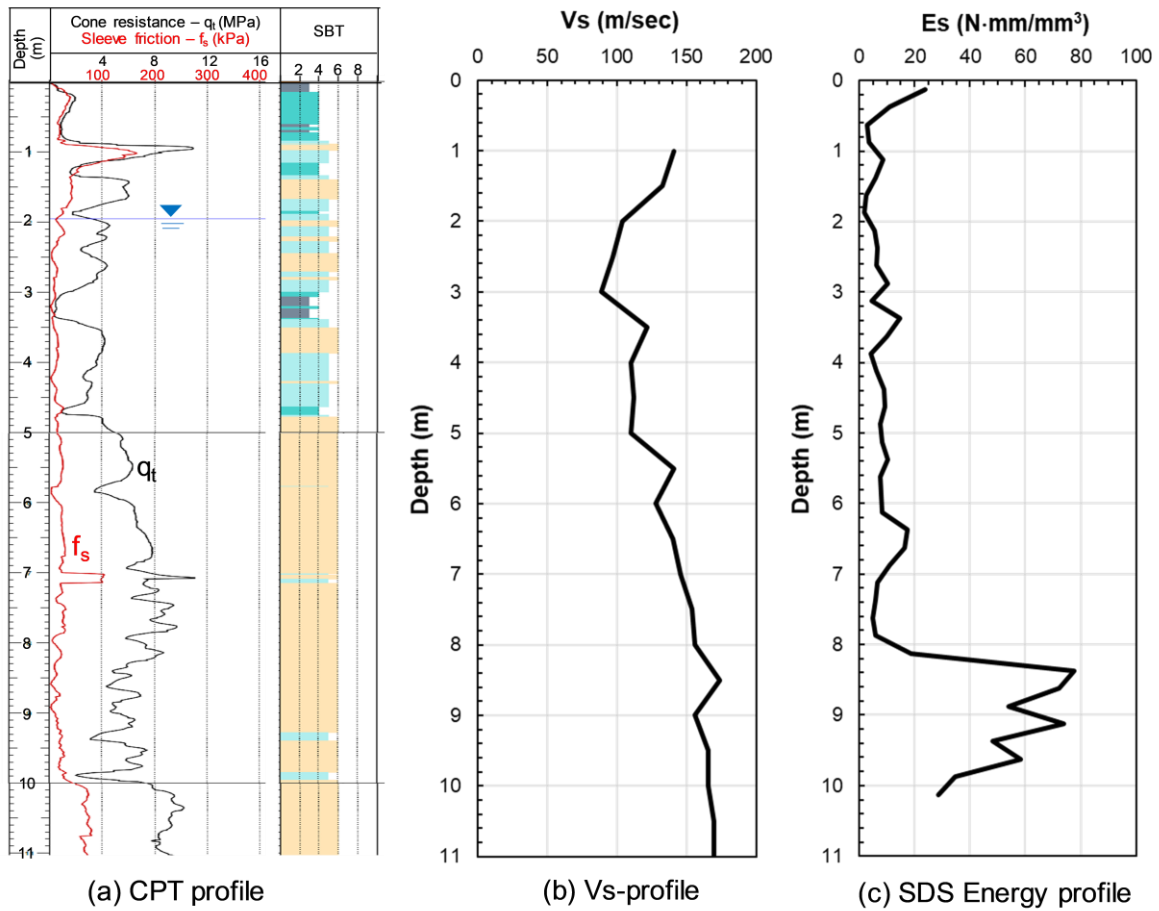 Cone resistance – qt (MPa)
Sleeve friction – fs (kPa)
SBT
Depth
(m)
4 8 12 16
100 200 300 400
2 4 6 8
1
2
3
4
5
6
7
8
9
10
11
qt
fs
(a) CPT profile
Vs (m/sec)
0 50 100 150 200
Depth (m)
0
1
2
3
4
5
6
7
8
9
10
11
(b) Vs-profile
Es (N·mm/mm³)
0 20 40 60 80 100
Depth (m)
0
1
2
3
4
5
6
7
8
9
10
11
(c) SDS Energy profile